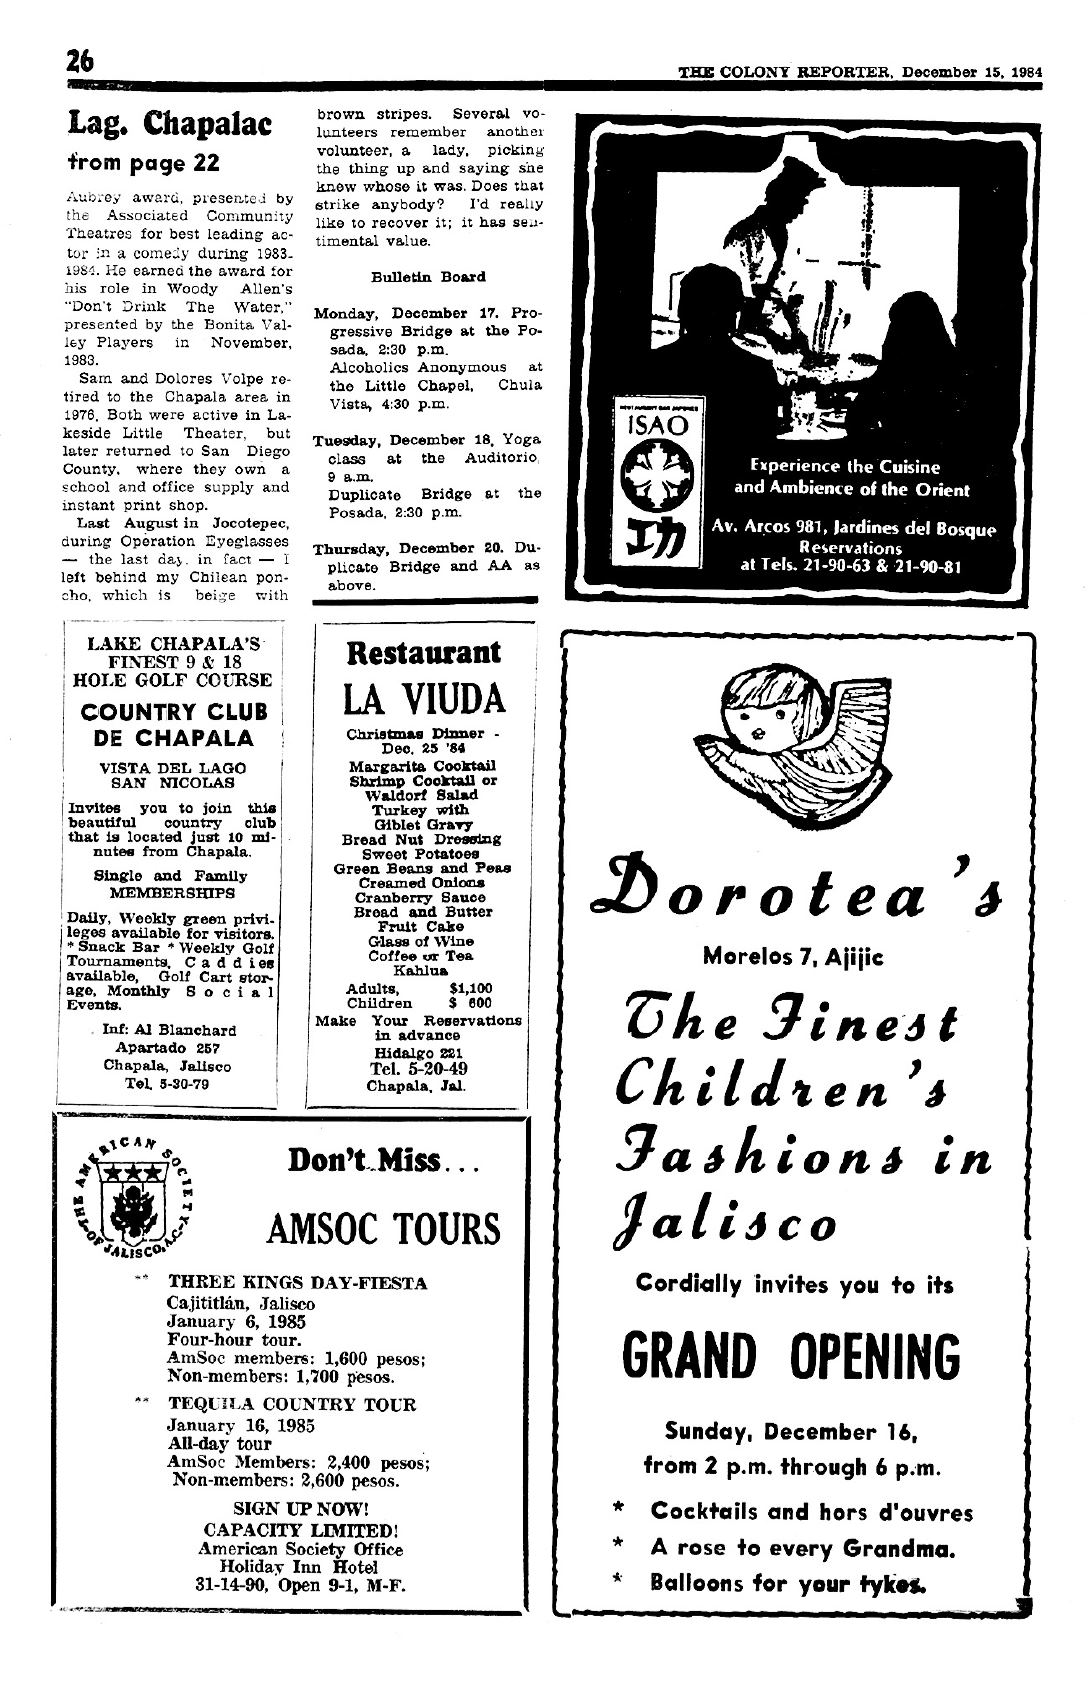 26
THE COLONY REPORTER, December 15, 1984
Lag. Chapalac
from page 22
Aubrey award, presented by
the Associated Community
Theatres for best leading ac-
tor in a comedy during 1983-
1984. He earned the award for
his role in Woody Allen's
"Don't Drink The Water,"
presented by the Bonita Val-
ley Players in November,
1983.
Sam and Dolores Volpe re-
tired to the Chapala area in
1976. Both were active in La-
keside Little Theater, but
later returned to San Diego
County, where they own a
school and office supply and
instant print shop.
Last August in Jocotepec,
during Operation Eyeglasses
— the last day, in fact — I
left behind my Chilean pon-
cho, which is beige with
brown stripes. Several vo-
lunteers remember another
volunteer, a lady, picking
the thing up and saying she
knew whose it was. Does that
strike anybody? I'd really
like to recover it; it has sen-
timental value.
Bulletin Board
Monday, December 17. Pro-
gressive Bridge at the Po-
sada, 2:30 p.m.
Alcoholics Anonymous at
the Little Chapel, Chula
Vista, 4:30 p.m.
Tuesday, December 18, Yoga
class at the Auditorio,
9 a.m.
Duplicate Bridge at the
Posada, 2:30 p.m.
Thursday, December 20. Du-
plicate Bridge and AA as
above.
RESTAURANT BAR JAPONES
ISAO
功
Experience the Cuisine
and Ambience of the Orient
Av. Arcos 981, Jardines del Bosque
Reservations
at Tels. 21-90-63 & 21-90-81
LAKE CHAPALA'S
FINEST 9 & 18
HOLE GOLF COURSE
COUNTRY CLUB
DE CHAPALA
VISTA DEL LAGO
SAN NICOLAS
Invites you to join this
beautiful country club
that is located just 10 mi-
nutes from Chapala.
Single and Family
MEMBERSHIPS
Daily, Weekly green privi-
leges available for visitors.
* Snack Bar * Weekly Golf
Tournaments, Caddies
available, Golf Cart stor-
age, Monthly Social
Events.
Inf: Al Blanchard
Apartado 257
Chapala, Jalisco
Tel. 5-30-79
Restaurant
LA VIUDA
Christmas Dinner -
Dec. 25 '84
Margarita Cocktail
Shrimp Cocktail or
Waldorf Salad
Turkey with
Giblet Gravy
Bread Nut Dressing
Sweet Potatoes
Green Beans and Peas
Creamed Onions
Cranberry Sauce
Bread and Butter
Fruit Cake
Glass of Wine
Coffee or Tea
Kahlua
Adults, $1,100
Children $ 600
Make Your Reservations
in advance
Hidalgo 221
Tel. 5-20-49
Chapala, Jal.
THE AMERICAN SOCIETY
OF JALISCO, A.C.
Don't Miss...
AMSOC TOURS
** THREE KINGS DAY-FIESTA
Cajititlán, Jalisco
January 6, 1985
Four-hour tour.
AmSoc members: 1,600 pesos;
Non-members: 1,700 pesos.
** TEQUILA COUNTRY TOUR
January 16, 1985
All-day tour
AmSoc Members: 2,400 pesos;
Non-members: 2,600 pesos.
SIGN UP NOW!
CAPACITY LIMITED!
American Society Office
Holiday Inn Hotel
31-14-90, Open 9-1, M-F.
Dorotea's
Morelos 7, Ajijic
The Finest
Children's
Fashions in
Jalisco
Cordially invites you to its
GRAND OPENING
Sunday, December 16,
from 2 p.m. through 6 p.m.
* Cocktails and hors d'ouvres
* A rose to every Grandma.
* Balloons for your tykes.